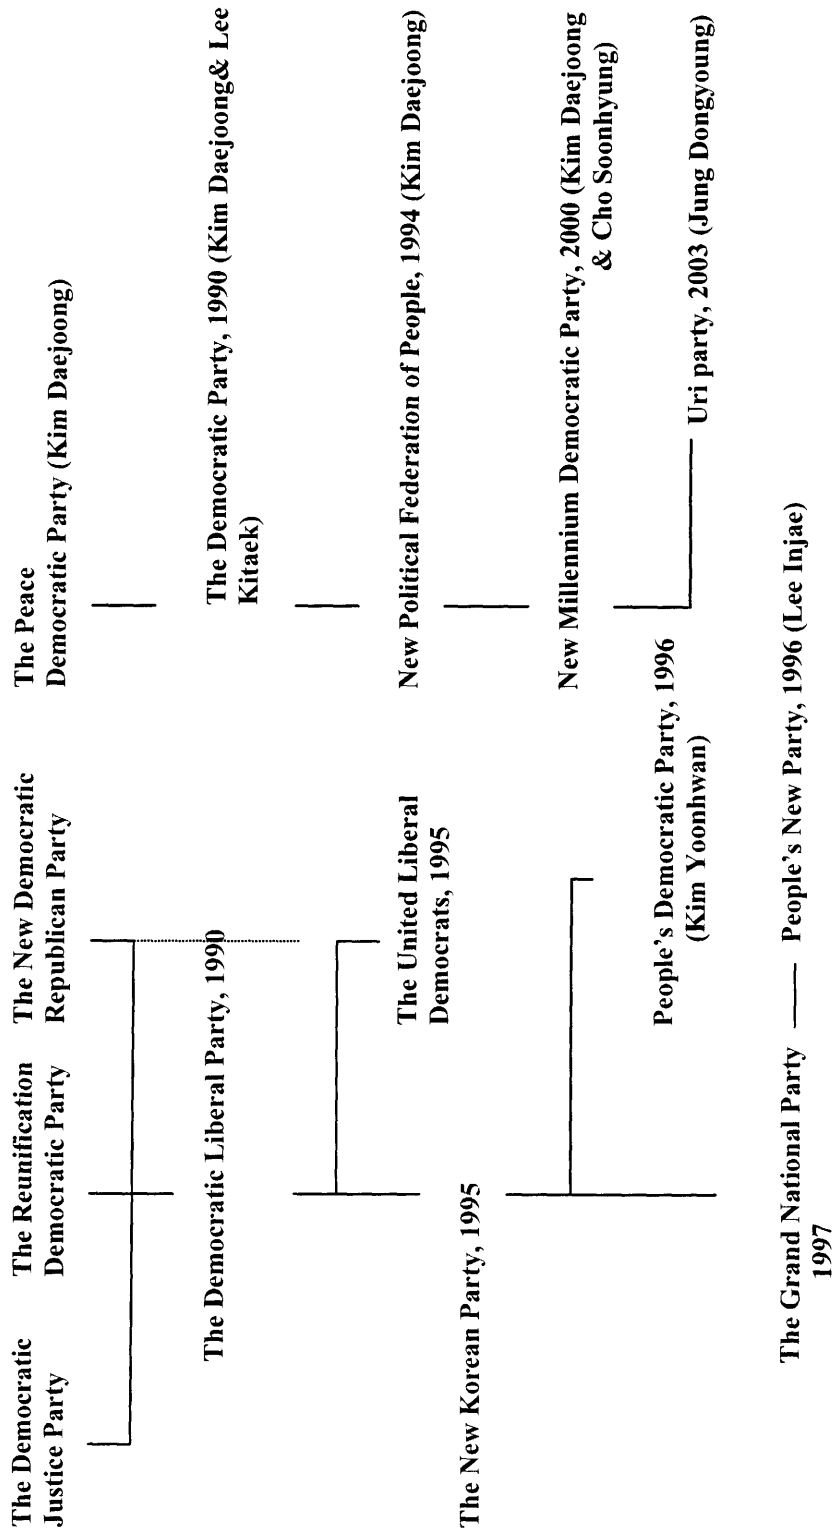 The Democratic
Justice Party
The Reunification
Democratic Party
The New Democratic
Republican Party
The Peace
Democratic Party (Kim Daejoong)
The Democratic Liberal Party, 1990
The Democratic Party, 1990 (Kim Daejoong& Lee
Kitaek)
The United Liberal
Democrats, 1995
New Political Federation of People, 1994 (Kim Daejoong)
The New Korean Party, 1995
New Millennium Democratic Party, 2000 (Kim Daejoong
& Cho Soonhyung)
People's Democratic Party, 1996
(Kim Yoonhwan)
Uri party, 2003 (Jung Dongyoung)
The Grand National Party
1997
People's New Party, 1996 (Lee Injae)